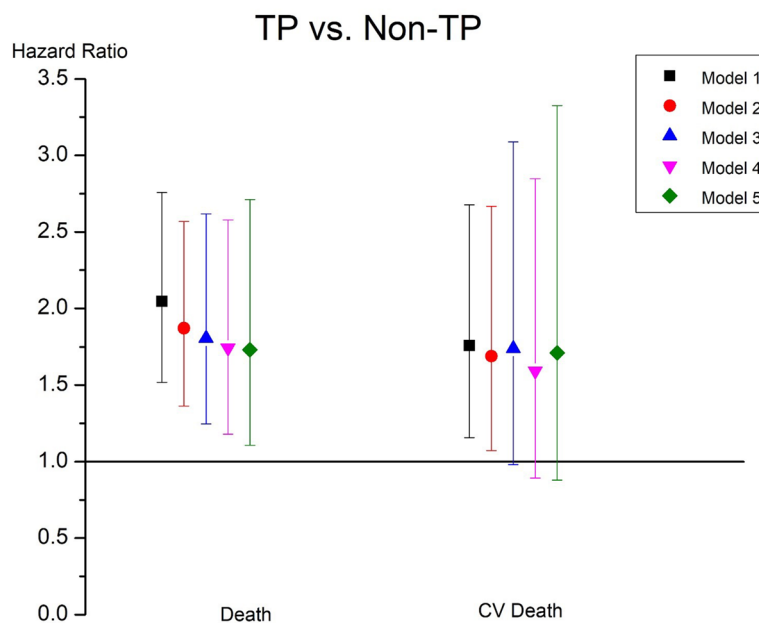 TP vs. Non-TP
Hazard Ratio
3.5
3.0
2.5
2.0
1.5
1.0
0.5
0.0
Model 1
Model 2
Model 3
Model 4
Model 5
Death
CV Death